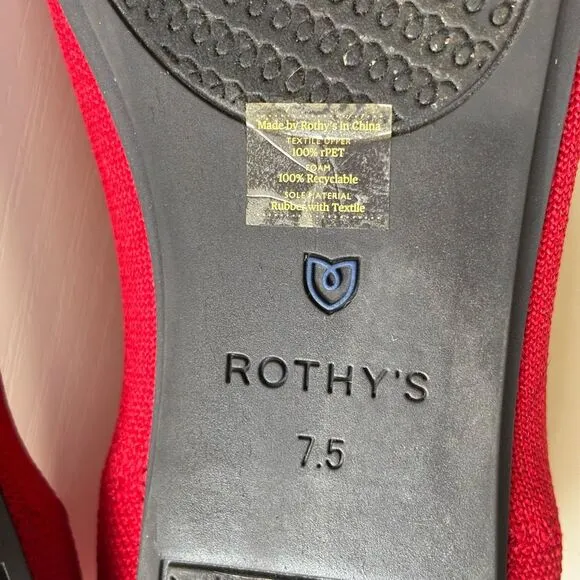 Made by Rothy's in China
TEXTILE UPPER
100% rPET
FOAM
100% Recyclable
SOLE MATERIAL
Rubber with Textile
ROTHY'S
7.5